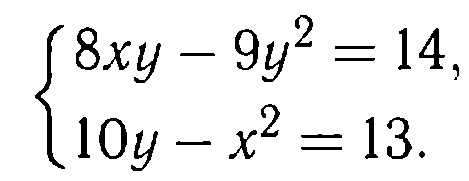 8xy − 9y² = 14,
10y − x² = 13.